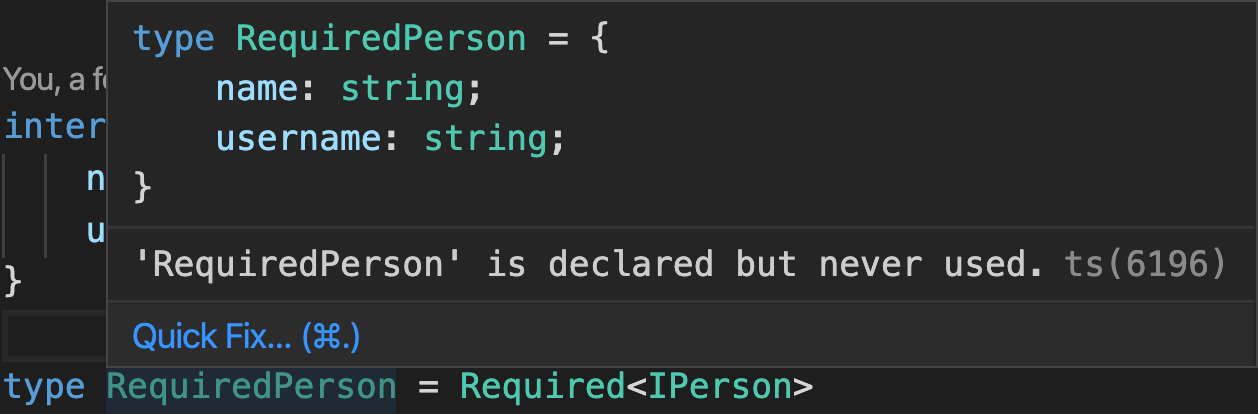 type RequiredPerson = {
name: string;
username: string;
}
'RequiredPerson' is declared but never used. ts(6196)
Quick Fix... (⌘.)
You, a
inter
n
u
}
type RequiredPerson = Required<IPerson>